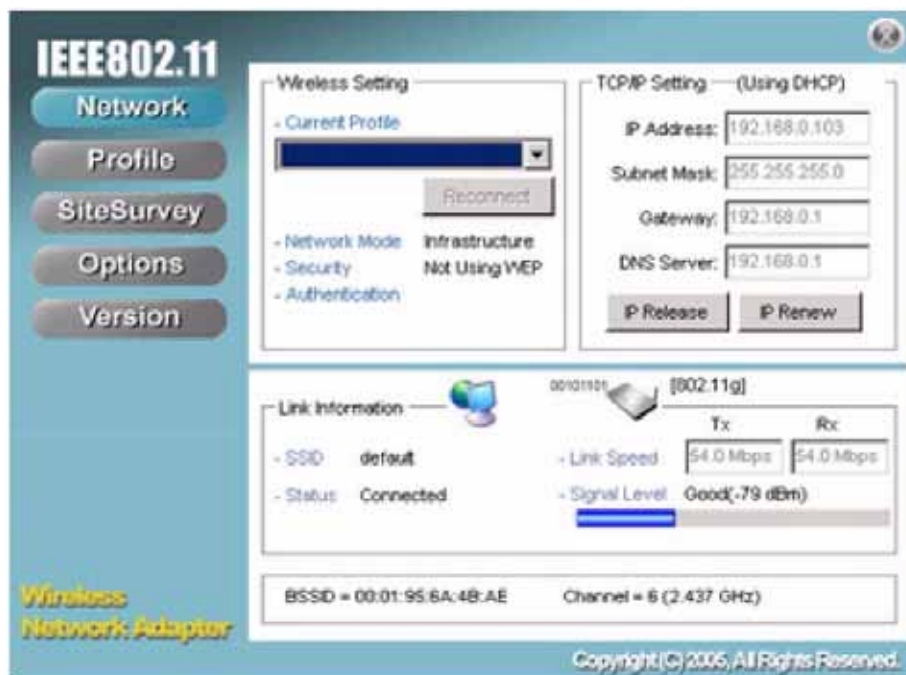 IEEE802.11
Network
Profile
SiteSurvey
Options
Version
Wireless
Network Adapter
Wireless Setting
- Current Profile
Reconnect
- Network Mode Infrastructure
- Security Not Using WEP
- Authentication
TCP/IP Setting (Using DHCP)
IP Address: 192.168.0.103
Subnet Mask: 255.255.255.0
Gateway: 192.168.0.1
DNS Server: 192.168.0.1
IP Release IP Renew
Link Information
00101101 [802.11g]
- SSID default
- Status Connected
Tx Rx
- Link Speed 54.0 Mbps 54.0 Mbps
- Signal Level Good(-79 dBm)
BSSID = 00:01:95:6A:4B:AE Channel = 6 (2.437 GHz)
Copyright (C) 2005, All Rights Reserved.